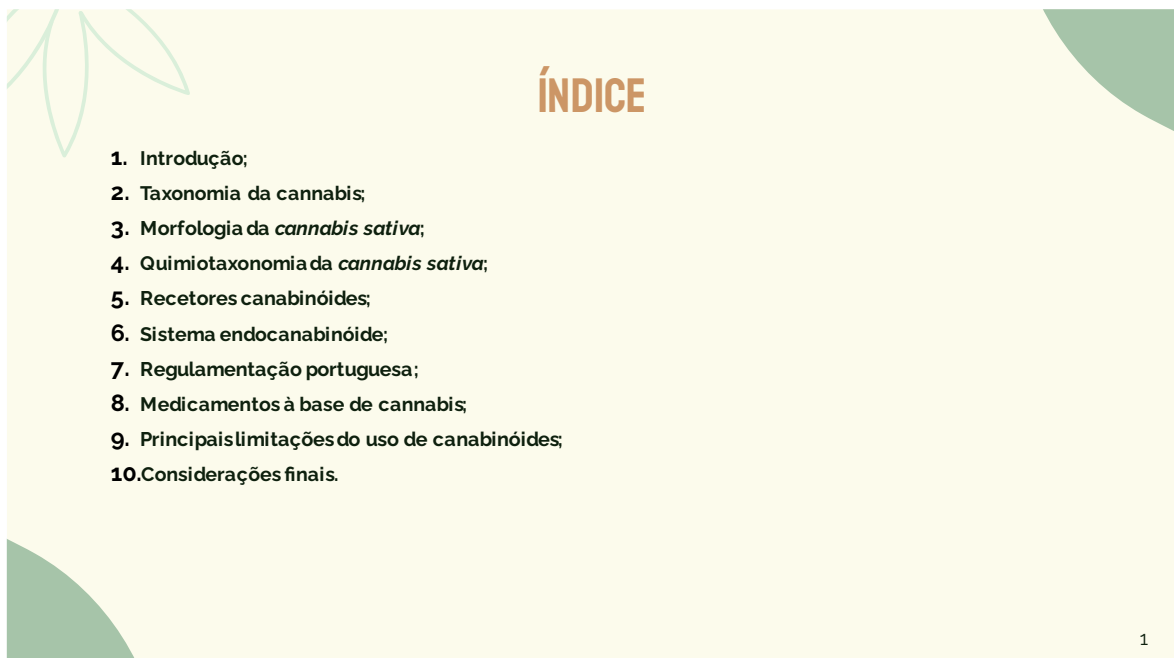 ÍNDICE
1. Introdução;
2. Taxonomia da cannabis;
3. Morfologia da cannabis sativa;
4. Quimiotaxonomia da cannabis sativa;
5. Recetores canabinóides;
6. Sistema endocanabinóide;
7. Regulamentação portuguesa;
8. Medicamentos à base de cannabis;
9. Principais limitações do uso de canabinóides;
10. Considerações finais.
1